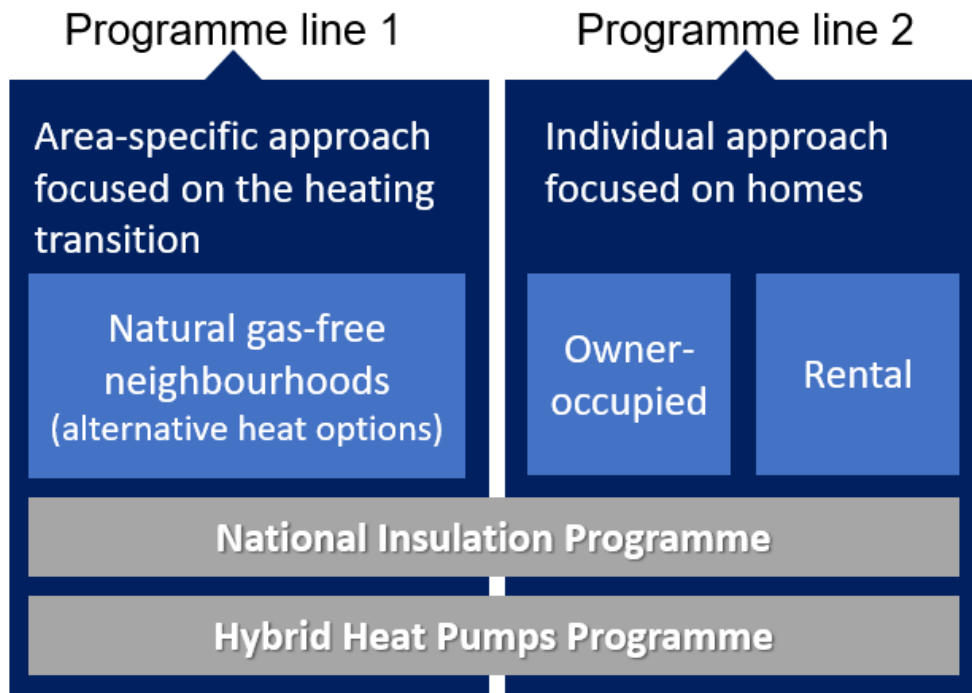 Programme line 1
Programme line 2
Area-specific approach
focused on the heating
transition
Individual approach
focused on homes
Natural gas-free
neighbourhoods
(alternative heat options)
Owner-
occupied
Rental
National Insulation Programme
Hybrid Heat Pumps Programme